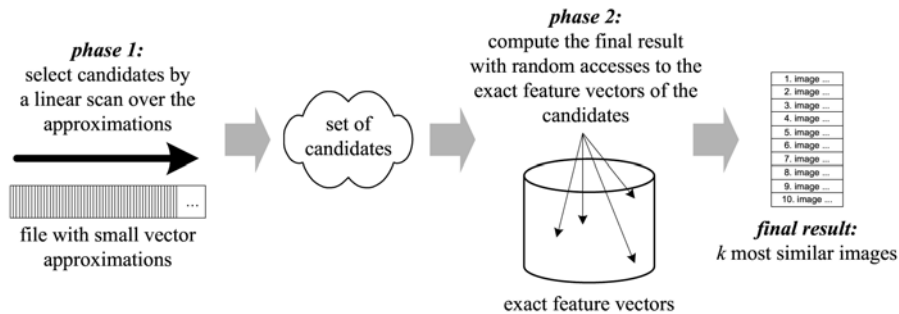 phase 1:
select candidates by
a linear scan over the
approximations
...
file with small vector
approximations
set of
candidates
phase 2:
compute the final result
with random accesses to the
exact feature vectors of the
candidates
exact feature vectors
1. image ...
2. image ...
3. image ...
4. image ...
5. image ...
6. image ...
7. image ...
8. image ...
9. image ...
10. image ...
final result:
k most similar images